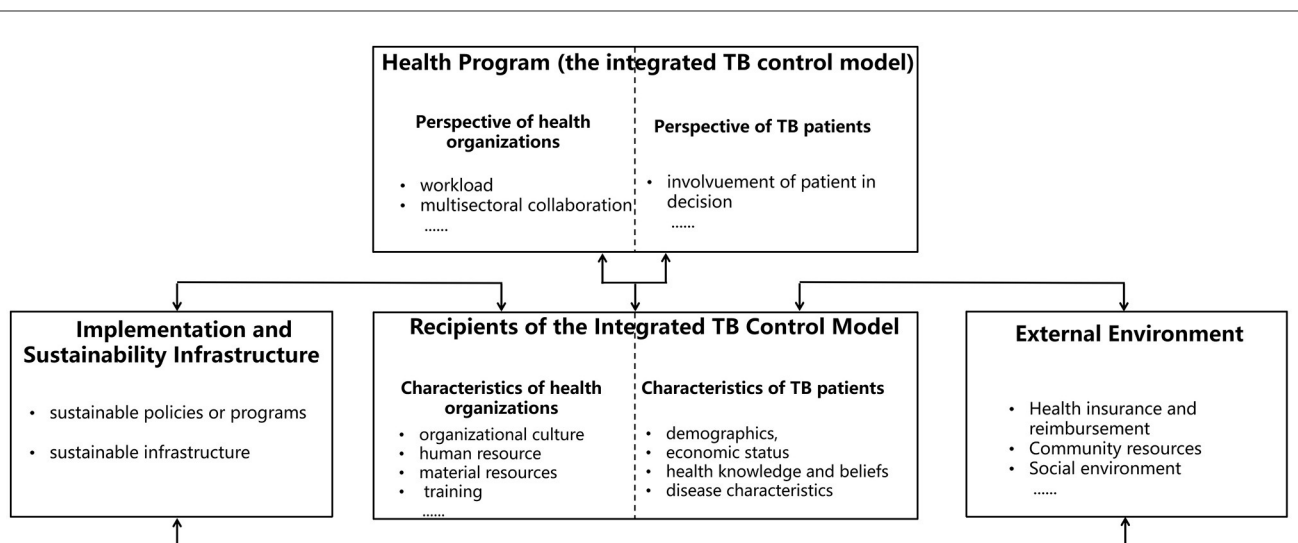 Health Program (the integrated TB control model)
Perspective of health
organizations
• workload
• multisectoral collaboration
......
Perspective of TB patients
• involvuement of patient in
decision
......
Implementation and
Sustainability Infrastructure
• sustainable policies or programs
• sustainable infrastructure
Recipients of the Integrated TB Control Model
Characteristics of health
organizations
• organizational culture
• human resource
• material resources
• training
......
Characteristics of TB patients
• demographics,
• economic status
• health knowledge and beliefs
• disease characteristics
External Environment
• Health insurance and
reimbursement
• Community resources
• Social environment
......